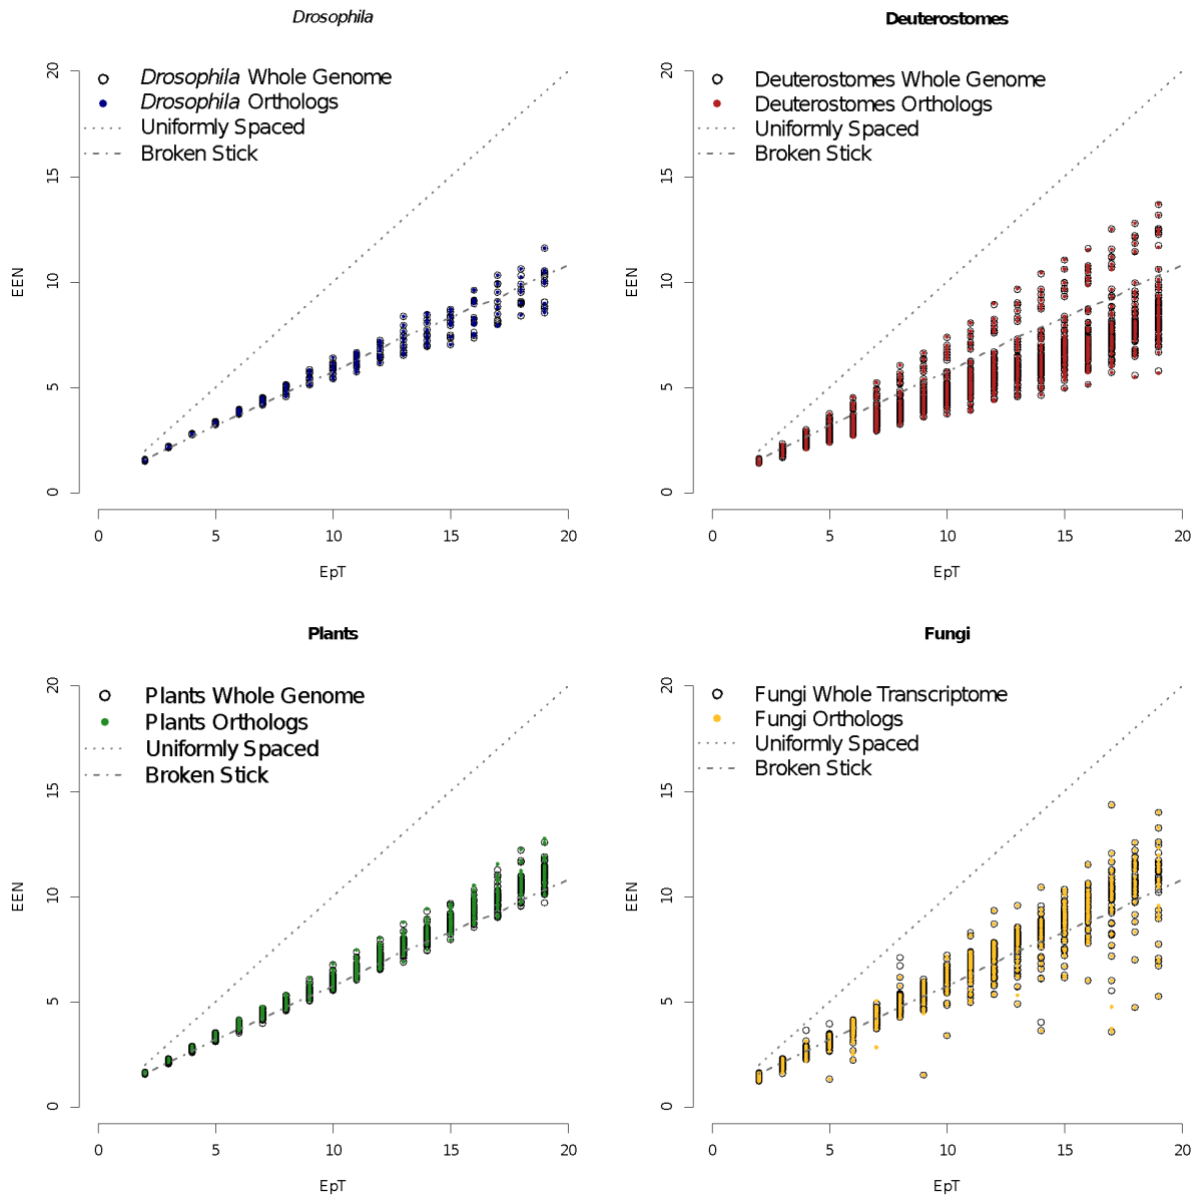 Drosophila
Drosophila Whole Genome
Drosophila Orthologs
Uniformly Spaced
Broken Stick
EEN
20
15
10
5
0
0 5 10 15 20
EpT
Deuterostomes
Deuterostomes Whole Genome
Deuterostomes Orthologs
Uniformly Spaced
Broken Stick
EEN
20
15
10
5
0
0 5 10 15 20
EpT
Plants
Plants Whole Genome
Plants Orthologs
Uniformly Spaced
Broken Stick
EEN
20
15
10
5
0
0 5 10 15 20
EpT
Fungi
Fungi Whole Transcriptome
Fungi Orthologs
Uniformly Spaced
Broken Stick
EEN
20
15
10
5
0
0 5 10 15 20
EpT